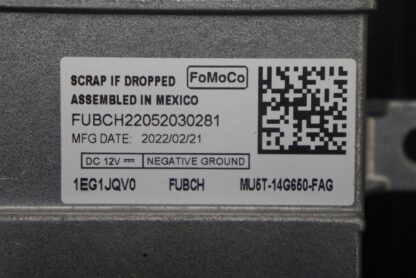 SCRAP IF DROPPED FoMoCo
ASSEMBLED IN MEXICO
FUBCH22052030281
MFG DATE: 2022/02/21
DC 12V NEGATIVE GROUND
1EG1JQV0 FUBCH MU5T-14G650-FAG